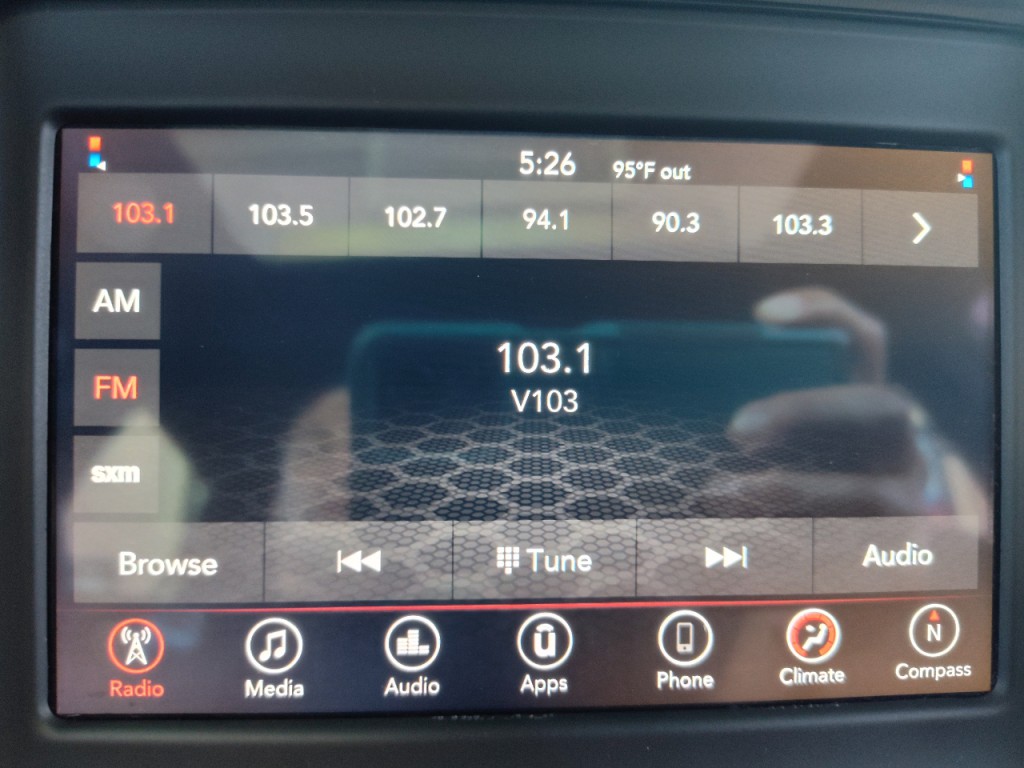 5:26 95°F out
103.1 103.5 102.7 94.1 90.3 103.3
AM
FM
sxm
103.1
V103
Browse Tune Audio
Radio Media Audio Apps Phone Climate Compass
ū
N